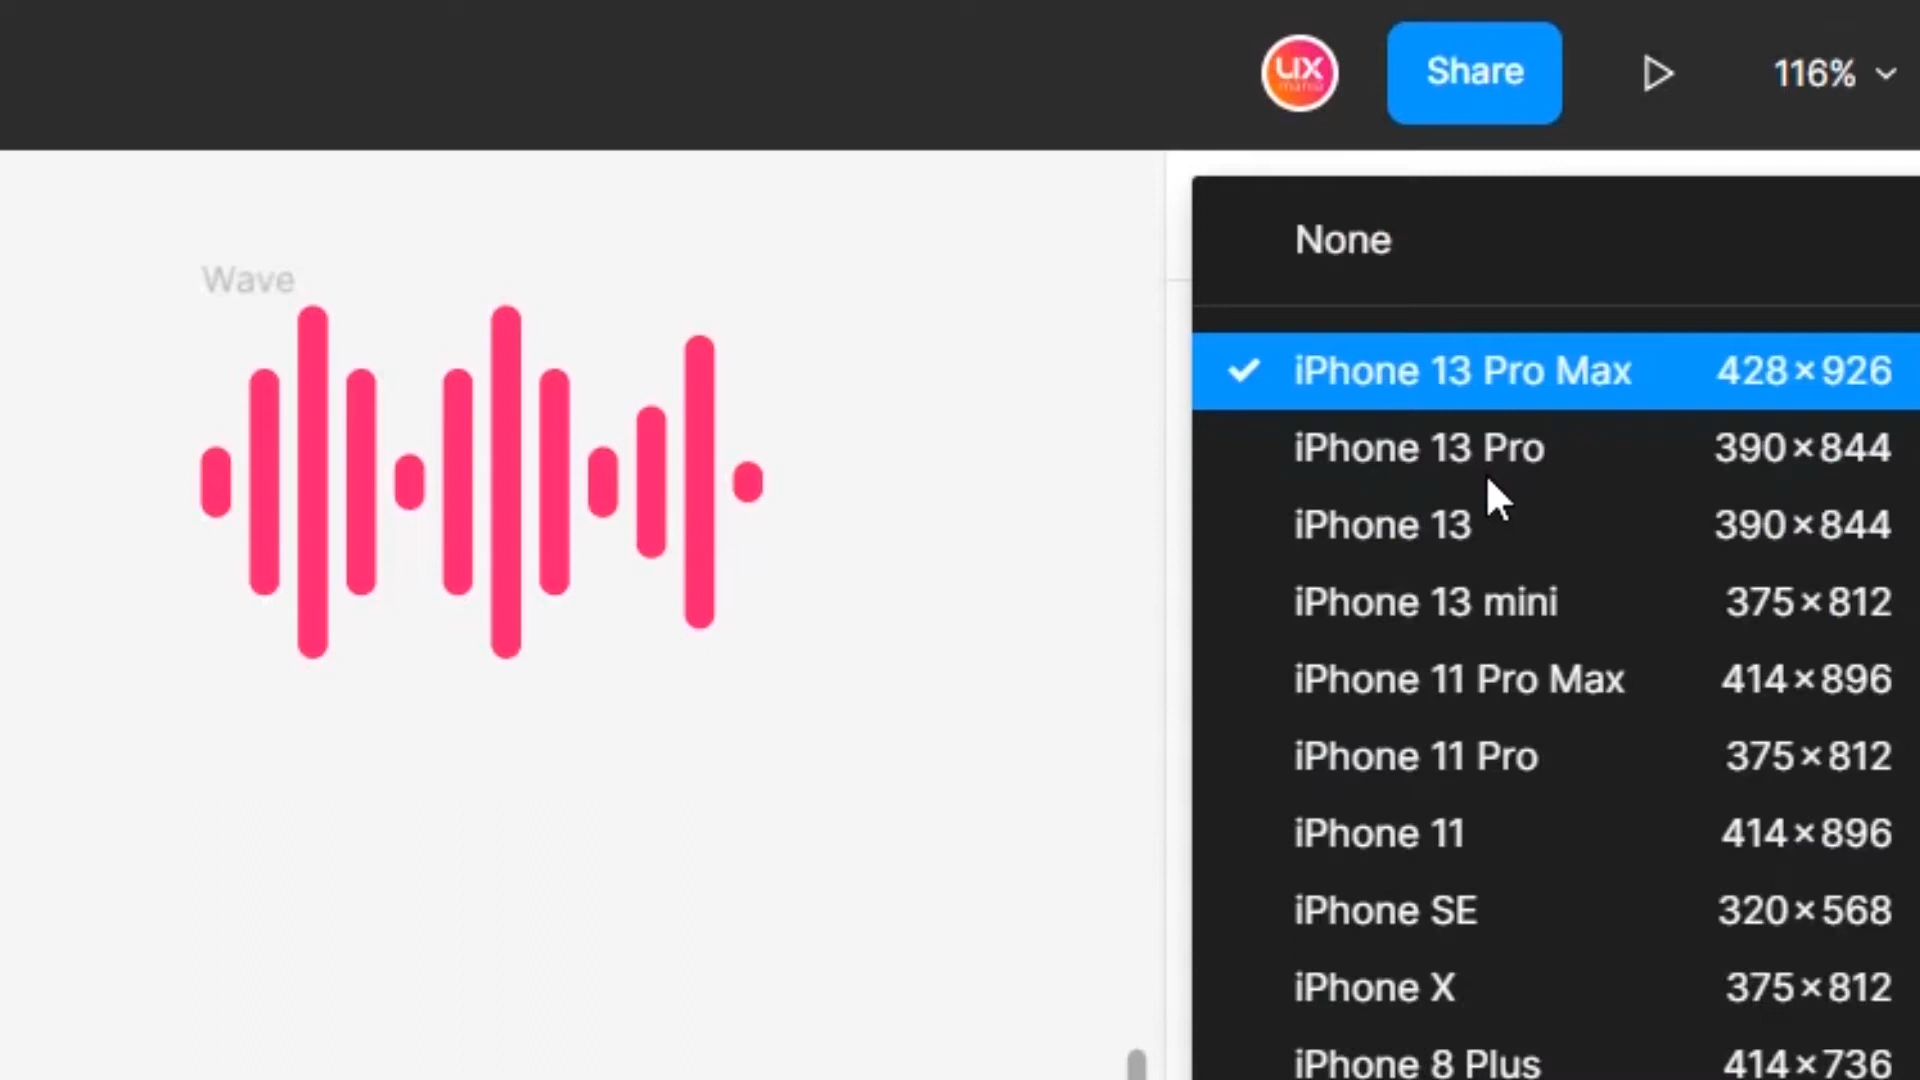 UX
mania
Share
116%
Wave
None
iPhone 13 Pro Max 428×926
iPhone 13 Pro 390×844
iPhone 13 390×844
iPhone 13 mini 375×812
iPhone 11 Pro Max 414×896
iPhone 11 Pro 375×812
iPhone 11 414×896
iPhone SE 320×568
iPhone X 375×812
iPhone 8 Plus 414×736